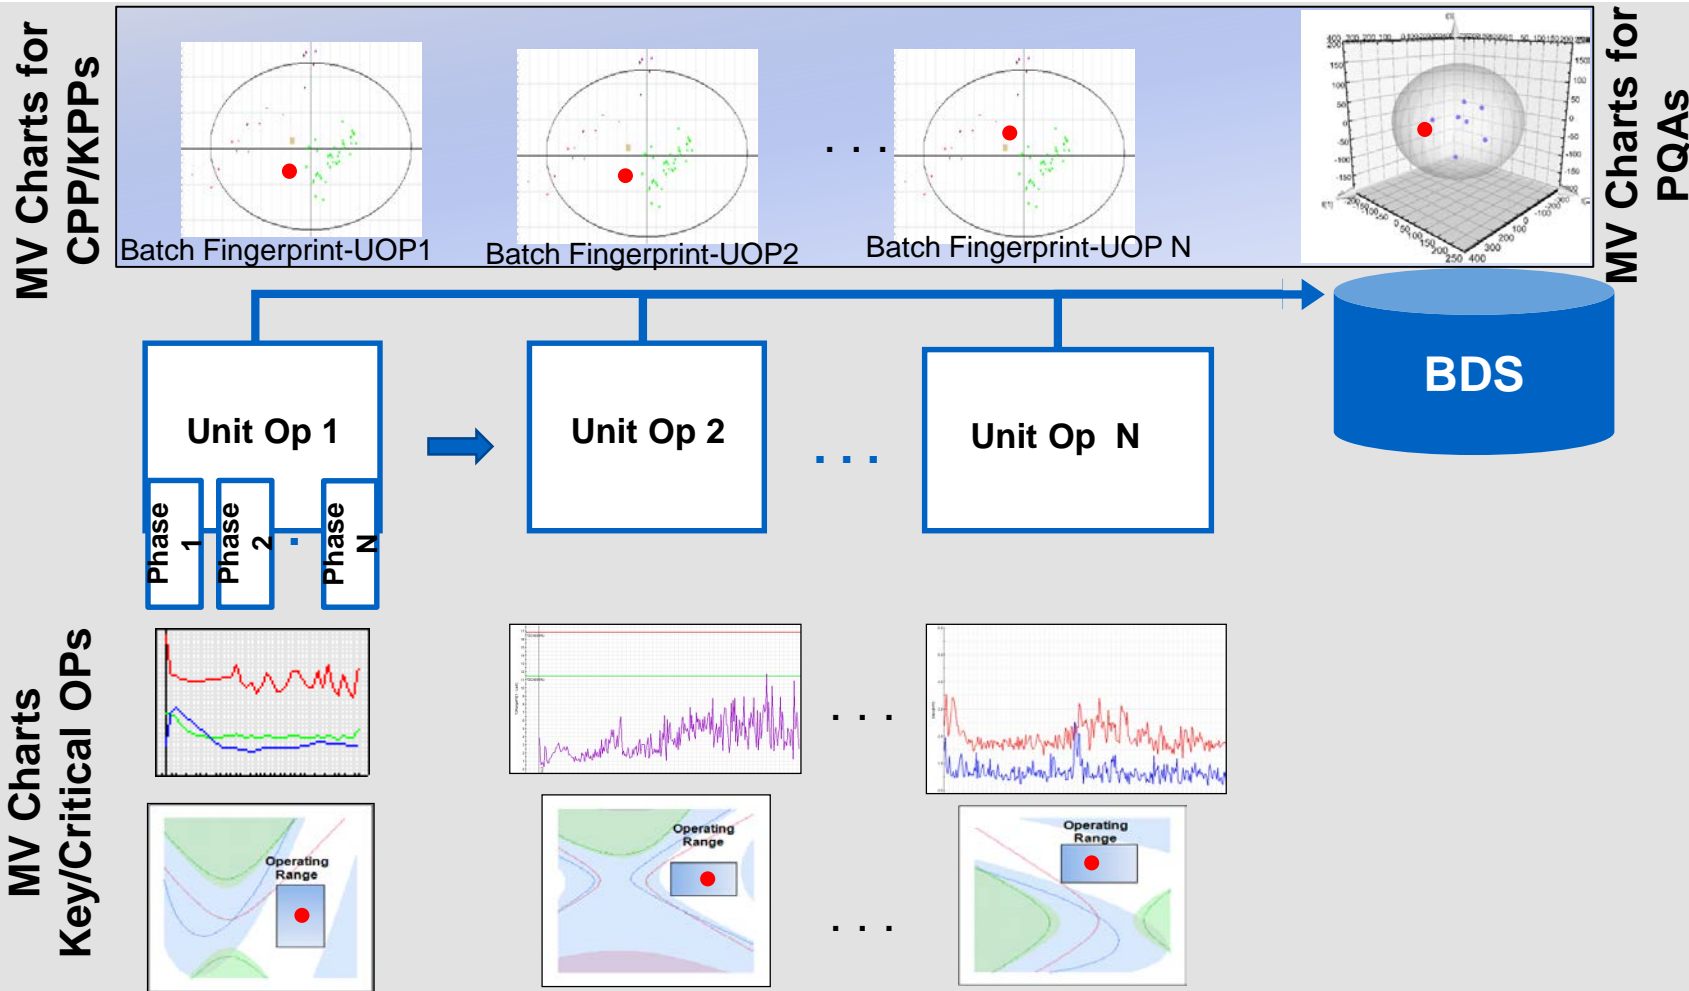 MV Charts for
CPP/KPPs
Batch Fingerprint-UOP1
Batch Fingerprint-UOP2
. . .
Batch Fingerprint-UOP N
MV Charts for
PQAs
Unit Op 1
Unit Op 2
. . .
Unit Op N
BDS
Phase
1
Phase
2
.
Phase
N
MV Charts
Key/Critical OPs
. . .
Operating
Range
Operating
Range
. . .
Operating
Range